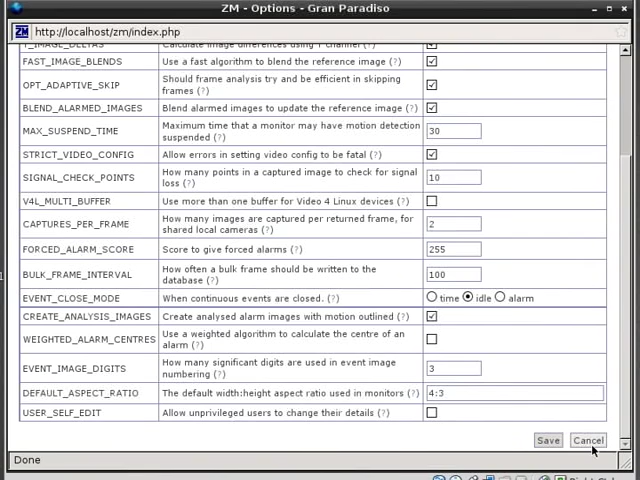 ZM - Options - Gran Paradiso
ZM http://localhost/zm/index.php
Y_IMAGE_DELTAS Calculate image differences using Y channel (?)
FAST_IMAGE_BLENDS Use a fast algorithm to blend the reference image (?)
OPT_ADAPTIVE_SKIP Should frame analysis try and be efficient in skipping
frames (?)
BLEND_ALARMED_IMAGES Blend alarmed images to update the reference image (?)
MAX_SUSPEND_TIME Maximum time that a monitor may have motion detection
suspended (?) 30
STRICT_VIDEO_CONFIG Allow errors in setting video config to be fatal (?)
SIGNAL_CHECK_POINTS How many points in a captured image to check for signal
loss (?) 10
V4L_MULTI_BUFFER Use more than one buffer for Video 4 Linux devices (?)
CAPTURES_PER_FRAME How many images are captured per returned frame, for
shared local cameras (?) 2
FORCED_ALARM_SCORE Score to give forced alarms (?) 255
BULK_FRAME_INTERVAL How often a bulk frame should be written to the
database (?) 100
EVENT_CLOSE_MODE When continuous events are closed. (?) time idle alarm
CREATE_ANALYSIS_IMAGES Create analysed alarm images with motion outlined (?)
WEIGHTED_ALARM_CENTRES Use a weighted algorithm to calculate the centre of an
alarm (?)
EVENT_IMAGE_DIGITS How many significant digits are used in event image
numbering (?) 3
DEFAULT_ASPECT_RATIO The default width:height aspect ratio used in monitors (?) 4:3
USER_SELF_EDIT Allow unprivileged users to change their details (?)
Save Cancel
Done